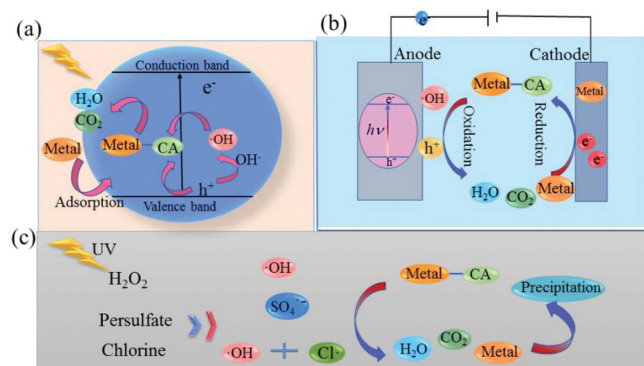 (a)
Conduction band
e⁻
H₂O
CO₂
Metal
Metal
CA
·OH
OH⁻
h⁺
Adsorption
Valence band
(b)
e⁻
Anode
Cathode
e⁻
hν
h⁺
·OH
h⁺
Oxidation
Metal
CA
Reduction
Metal
e⁻
e⁻
H₂O
CO₂
Metal
(c)
UV
H₂O₂
Persulfate
Chlorine
·OH
SO₄·⁻
·OH
Cl·
Metal
CA
H₂O
CO₂
Metal
Precipitation